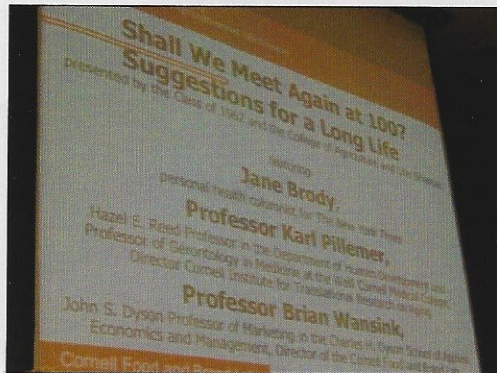 Shall We Meet Again at 100?
Suggestions for a Long Life
presented by the Class of 1962 and the College of Agriculture and Life Sciences
featuring
Jane Brody,
personal health columnist for The New York Times
Professor Karl Pillemer,
Hazel E. Reed Professor in the Department of Human Development and
Professor of Gerontology in Medicine at the Weill Cornell Medical College,
Director Cornell Institute for Translational Research on Aging
Professor Brian Wansink,
John S. Dyson Professor of Marketing in the Charles H. Dyson School of Applied
Economics and Management, Director of the Cornell Food and Brand Lab
Cornell Food and Brand